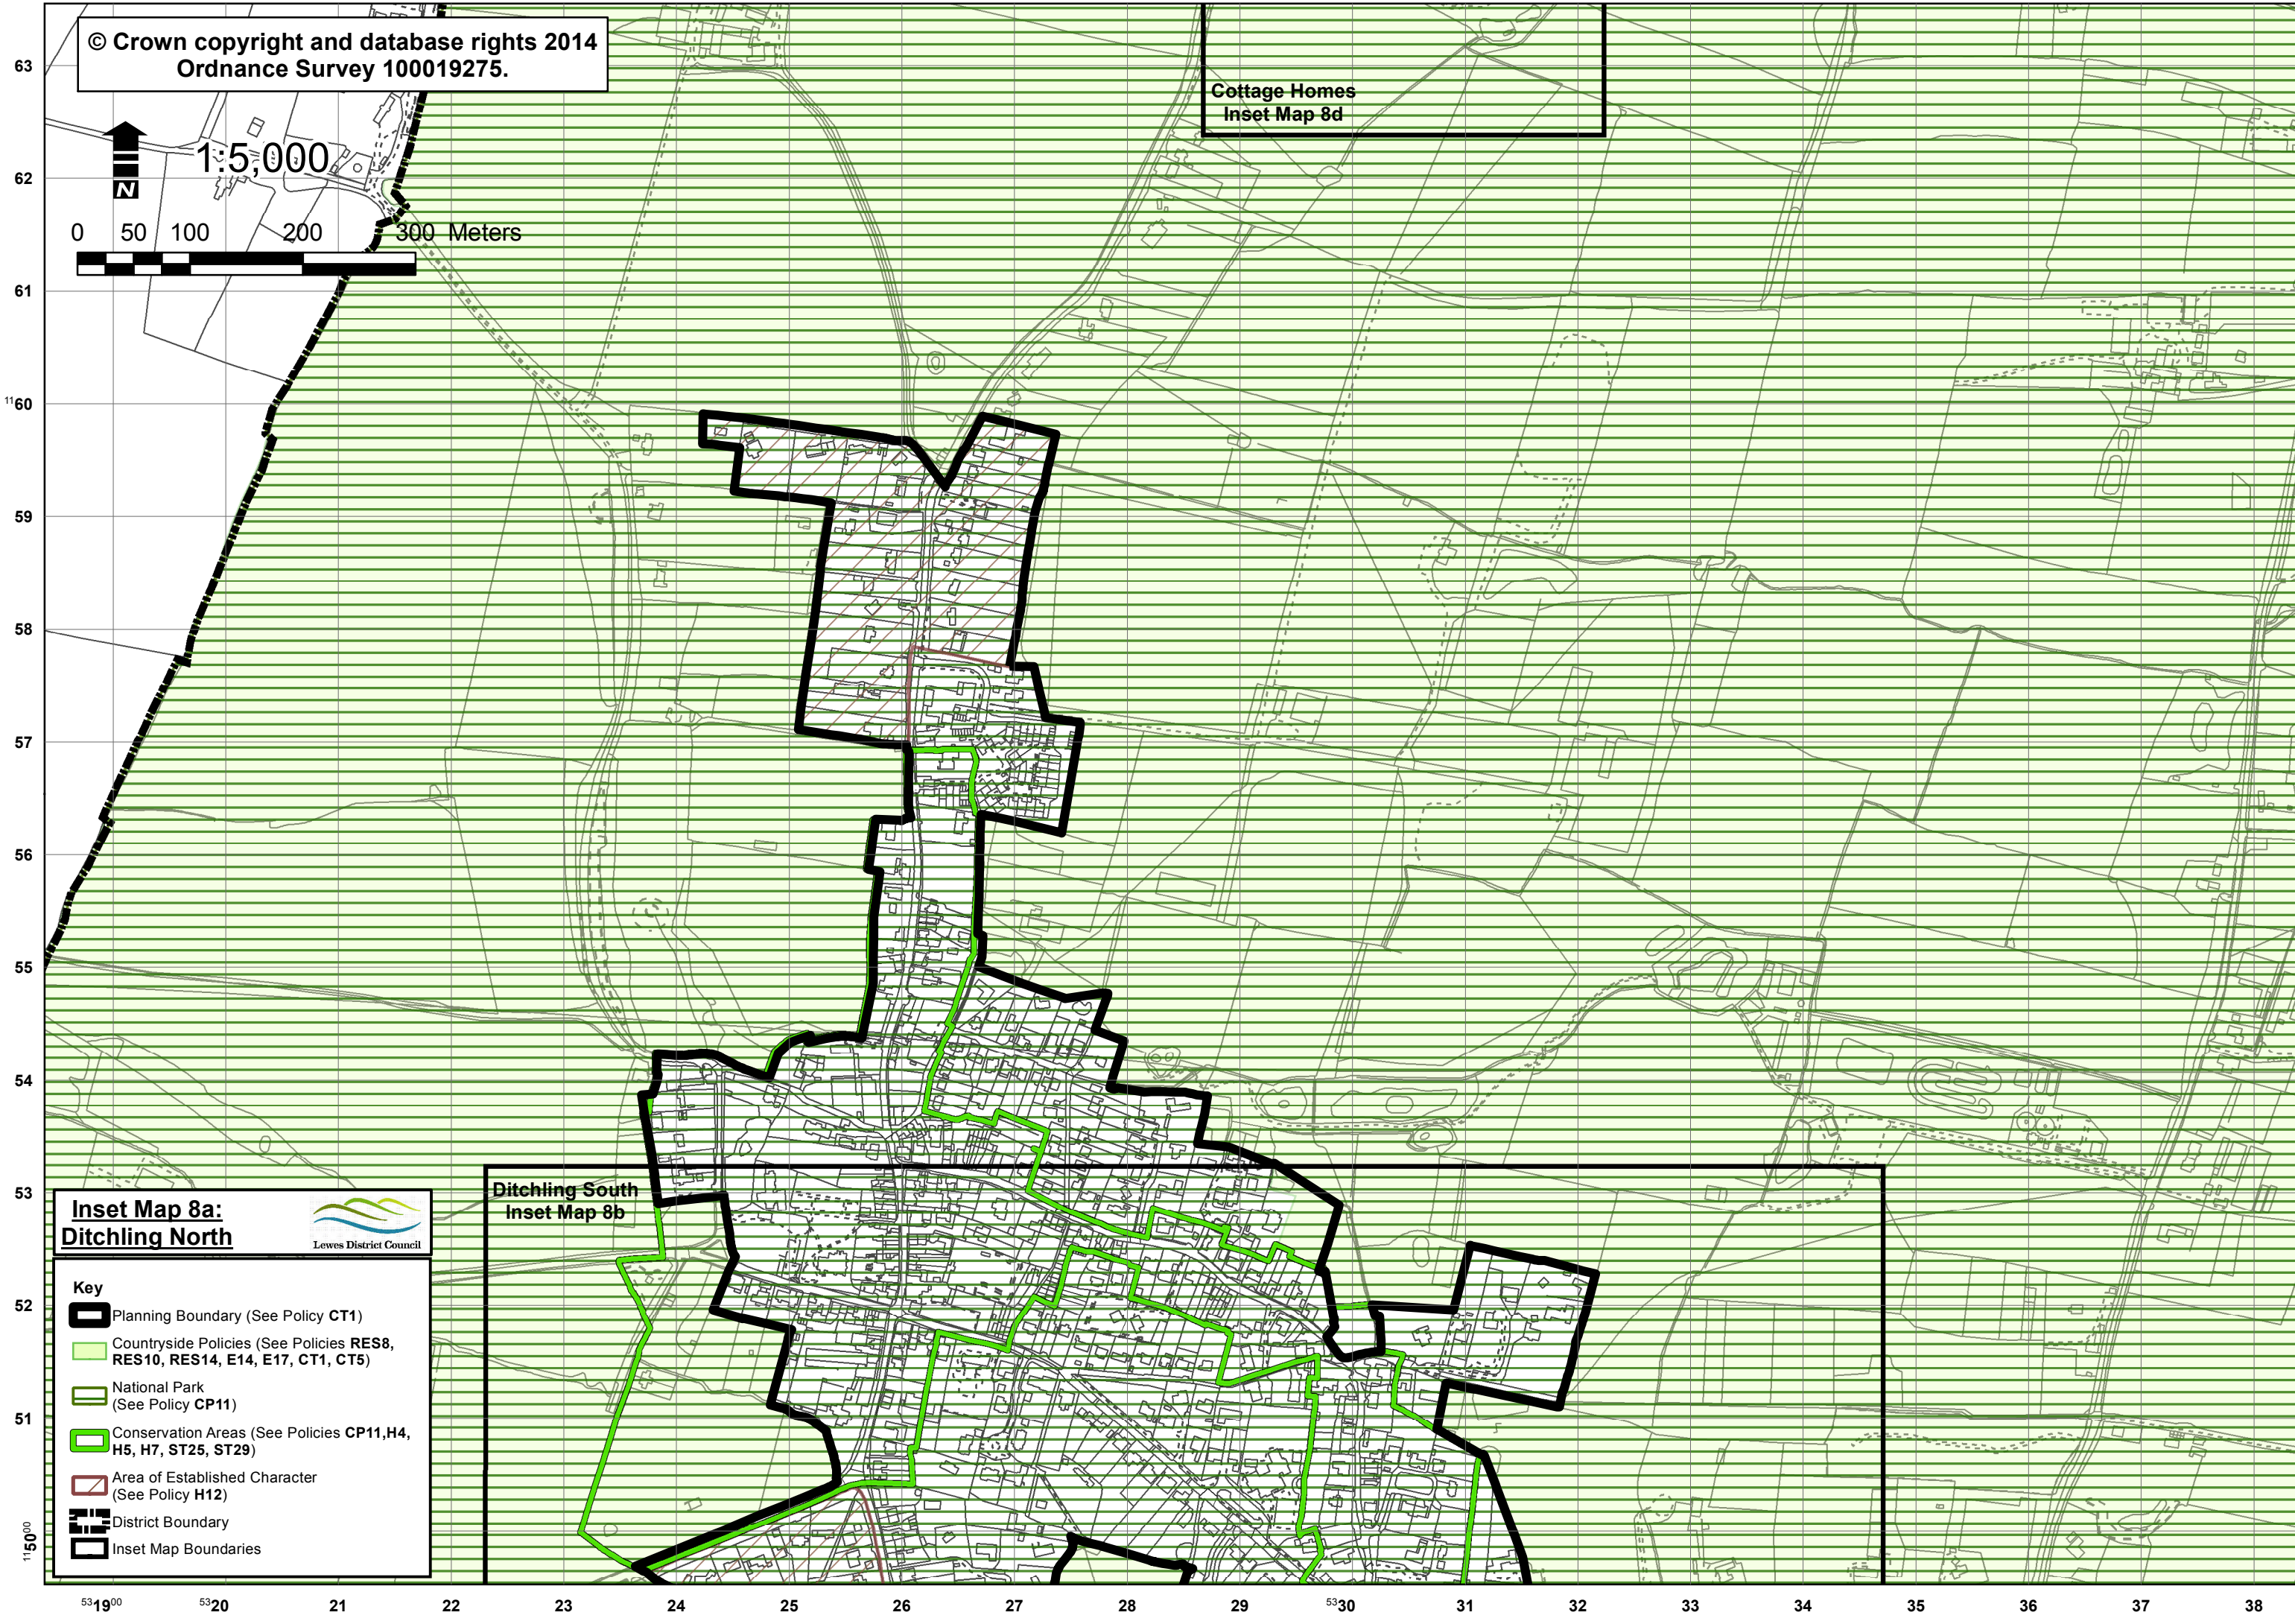 © Crown copyright and database rights 2014
Ordnance Survey 100019275.
1:5,000
N
0 50 100 200 300 Meters
Cottage Homes
Inset Map 8d
63
62
61
1160
59
58
57
56
55
54
53
52
51
115000
Ditchling South
Inset Map 8b
Inset Map 8a:
Ditchling North
Lewes District Council
Key
Planning Boundary (See Policy CT1)
Countryside Policies (See Policies RES8,
RES10, RES14, E14, E17, CT1, CT5)
National Park
(See Policy CP11)
Conservation Areas (See Policies CP11,H4,
H5, H7, ST25, ST29)
Area of Established Character
(See Policy H12)
District Boundary
Inset Map Boundaries
531900 5320 21 22 23 24 25 26 27 28 29 5330 31 32 33 34 35 36 37 38